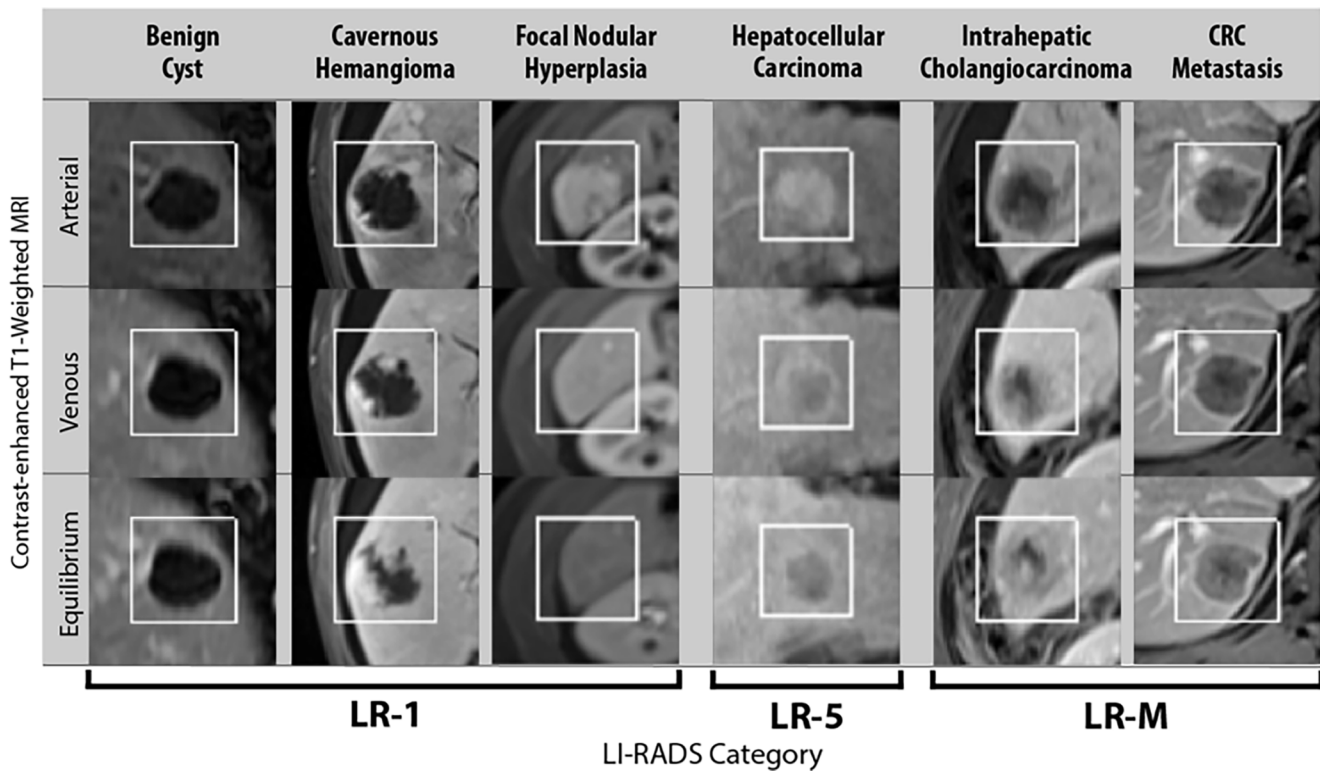 Benign
Cyst
Cavernous
Hemangioma
Focal Nodular
Hyperplasia
Hepatocellular
Carcinoma
Intrahepatic
Cholangiocarcinoma
CRC
Metastasis
Contrast-enhanced T1-Weighted MRI
Arterial
Venous
Equilibrium
LR-1
LR-5
LR-M
LI-RADS Category